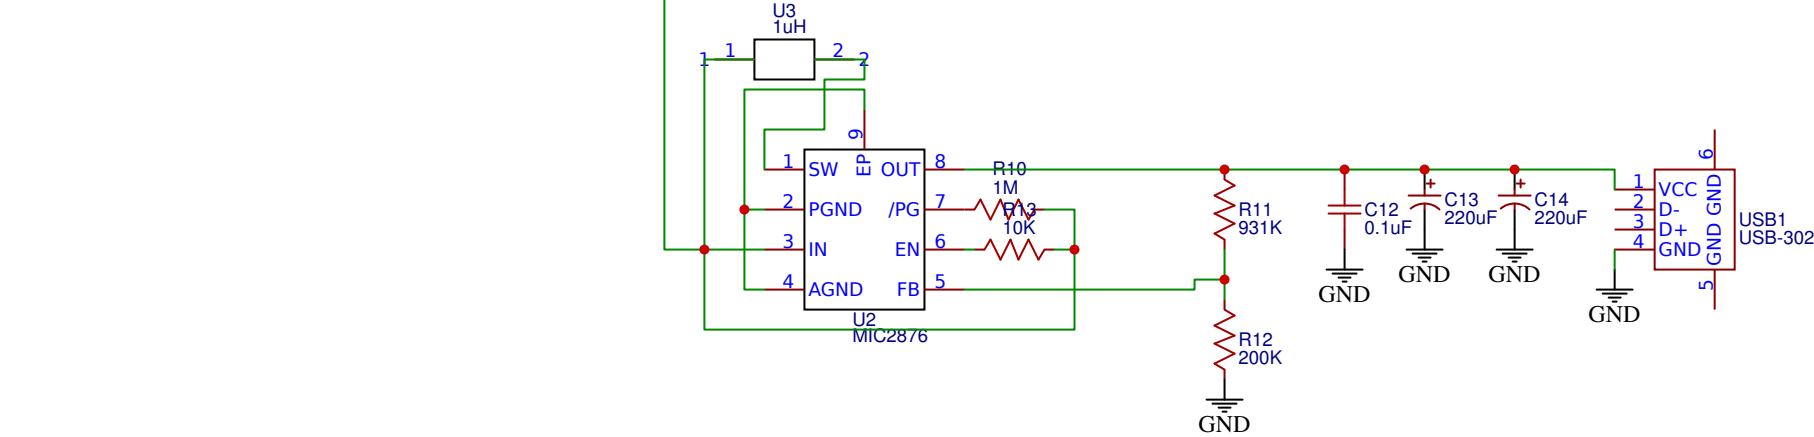 U3
1uH
1 1 2 2
9
EP
1 SW OUT 8
2 PGND /PG 7
3 IN EN 6
4 AGND FB 5
U2
MIC2876
R10
1M
R13
10K
R11
931K
R12
200K
GND
C12
0.1uF
GND
C13
220uF
GND
C14
220uF
GND
6
GND
1 VCC
2 D-
3 D+
4 GND
GND
5
USB1
USB-302
GND
+
+